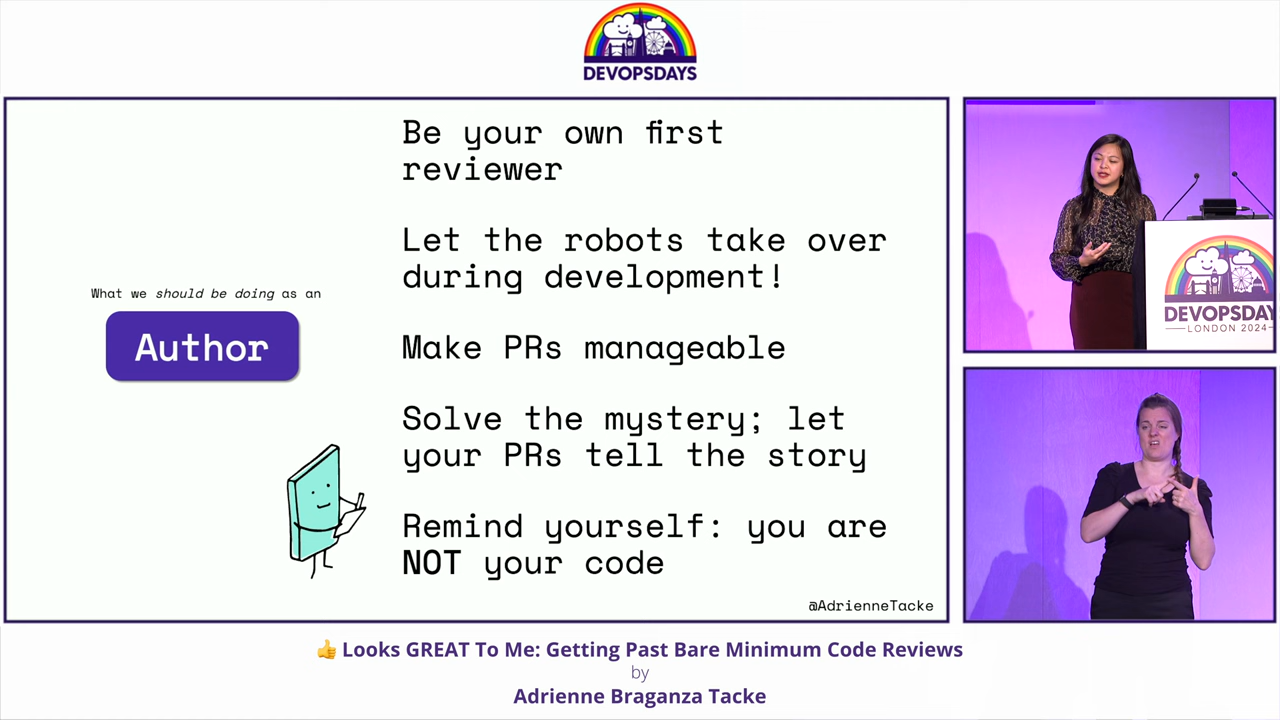 DEVOPSDAYS
Be your own first
reviewer
Let the robots take over
during development!
What we should be doing as an
Author
Make PRs manageable
Solve the mystery; let
your PRs tell the story
Remind yourself: you are
NOT your code
@AdrienneTacke
DEVOPSDAY
LONDON 2024
👍 Looks GREAT To Me: Getting Past Bare Minimum Code Reviews
by
Adrienne Braganza Tacke